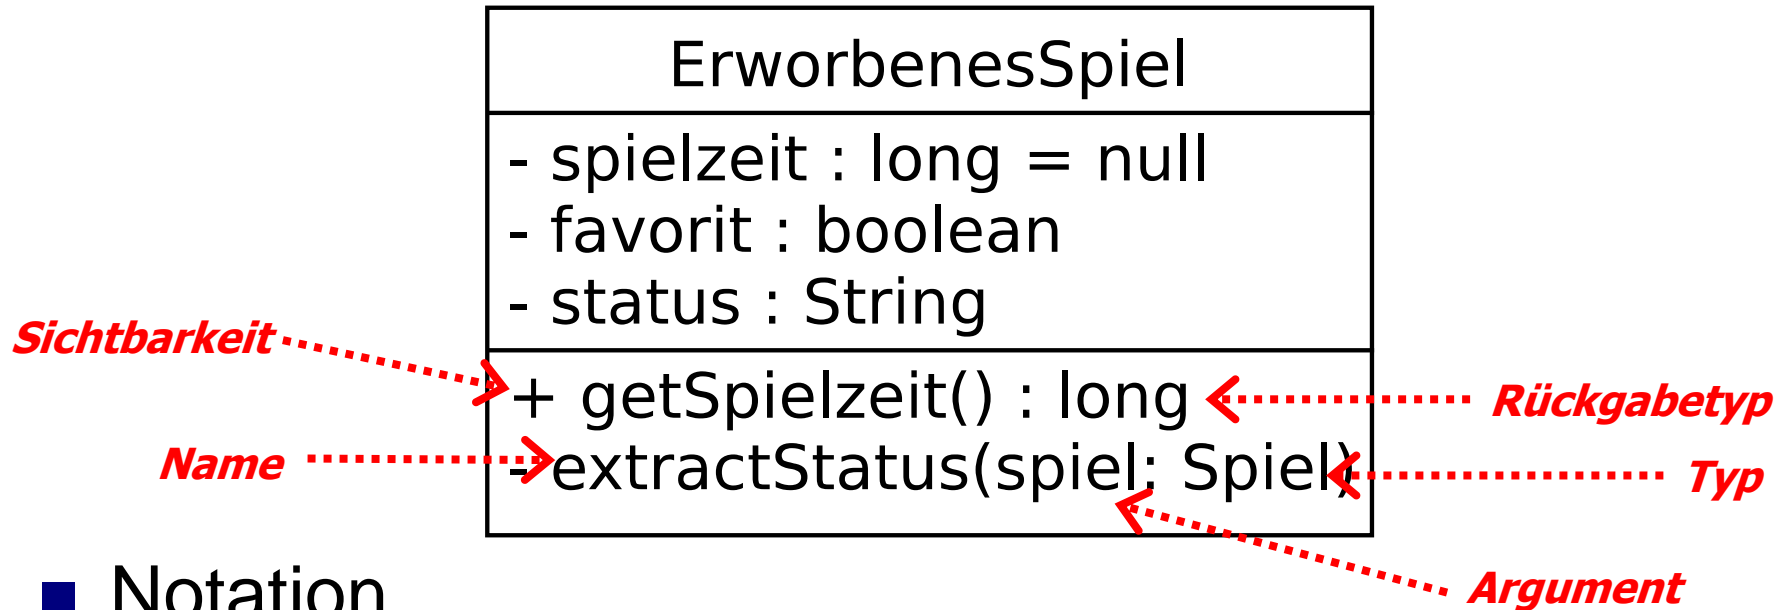 ErworbenesSpiel
- spielzeit : long = null
- favorit : boolean
- status : String
Sichtbarkeit
+ getSpielzeit() : long
Rückgabetyp
Name
- extractStatus(spiel: Spiel)
Typ
Argument
Notation